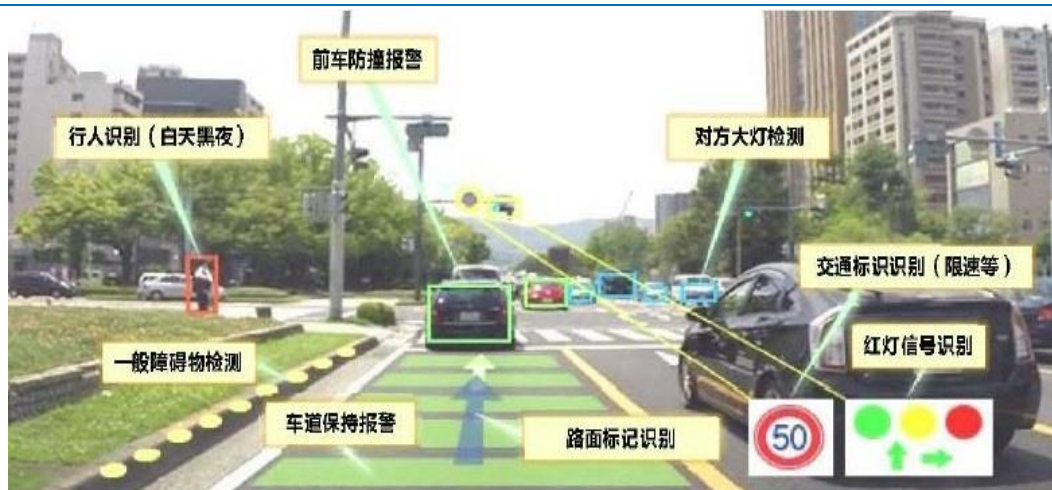 前车防撞报警
行人识别（白天黑夜）
对方大灯检测
交通标识识别（限速等）
一般障碍物检测
红灯信号识别
车道保持报警
路面标记识别
50